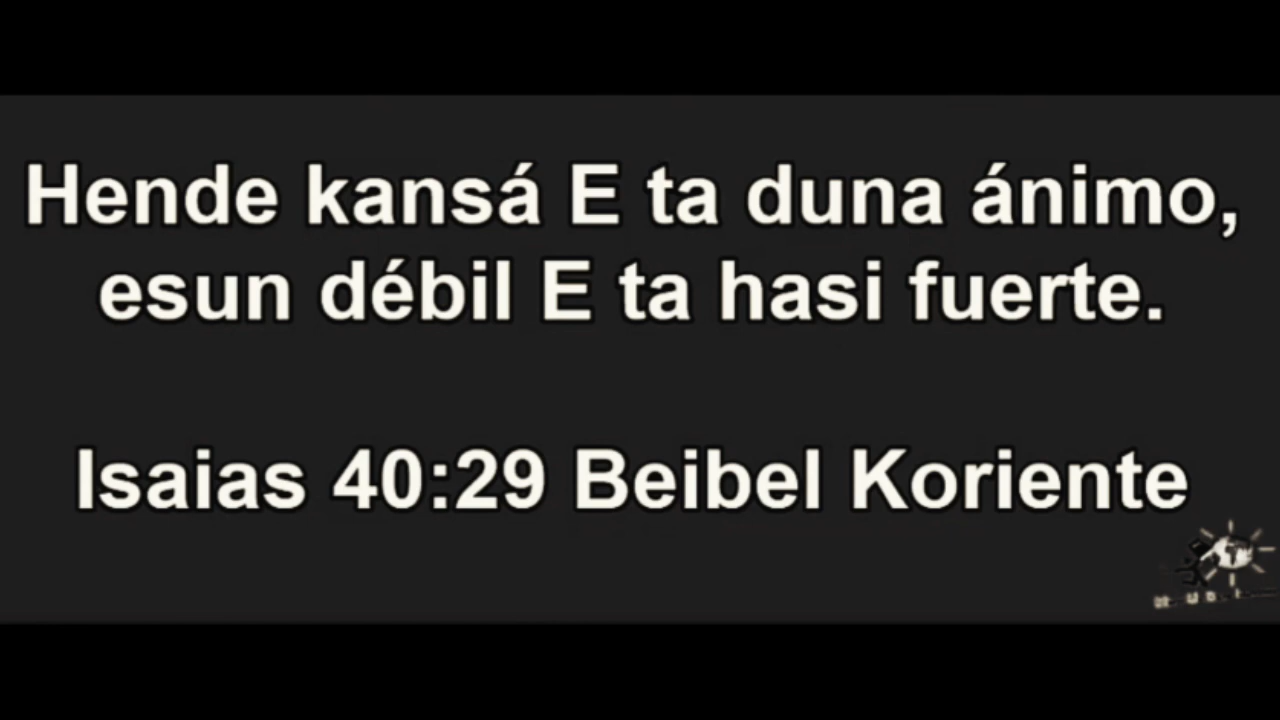 Hende kansá E ta duna ánimo,
esun débil E ta hasi fuerte.
Isaias 40:29 Beibel Koriente